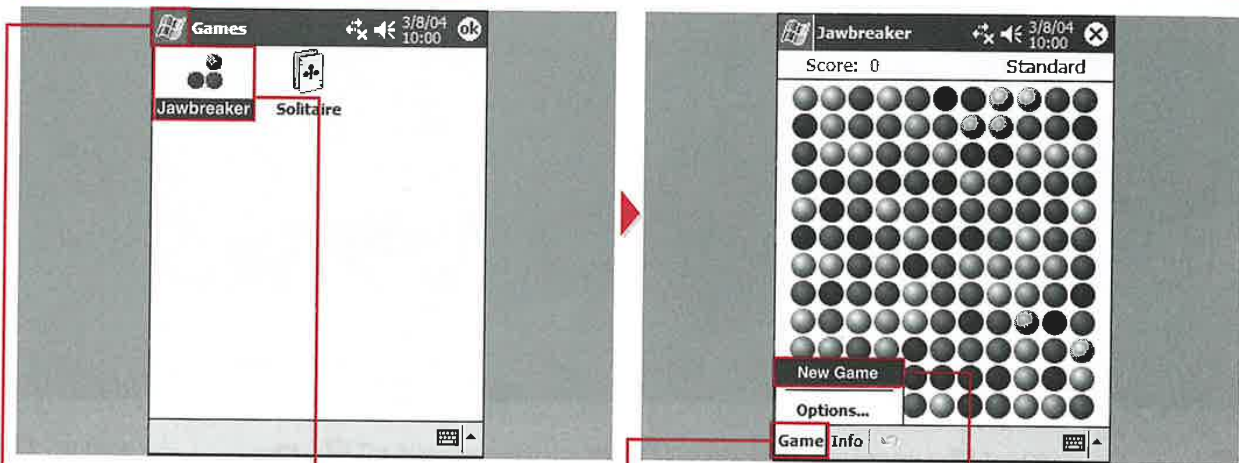 Games
3/8/04
10:00
ok
Jawbreaker
Solitaire
Jawbreaker
3/8/04
10:00
Score: 0
Standard
New Game
Options...
Game
Info